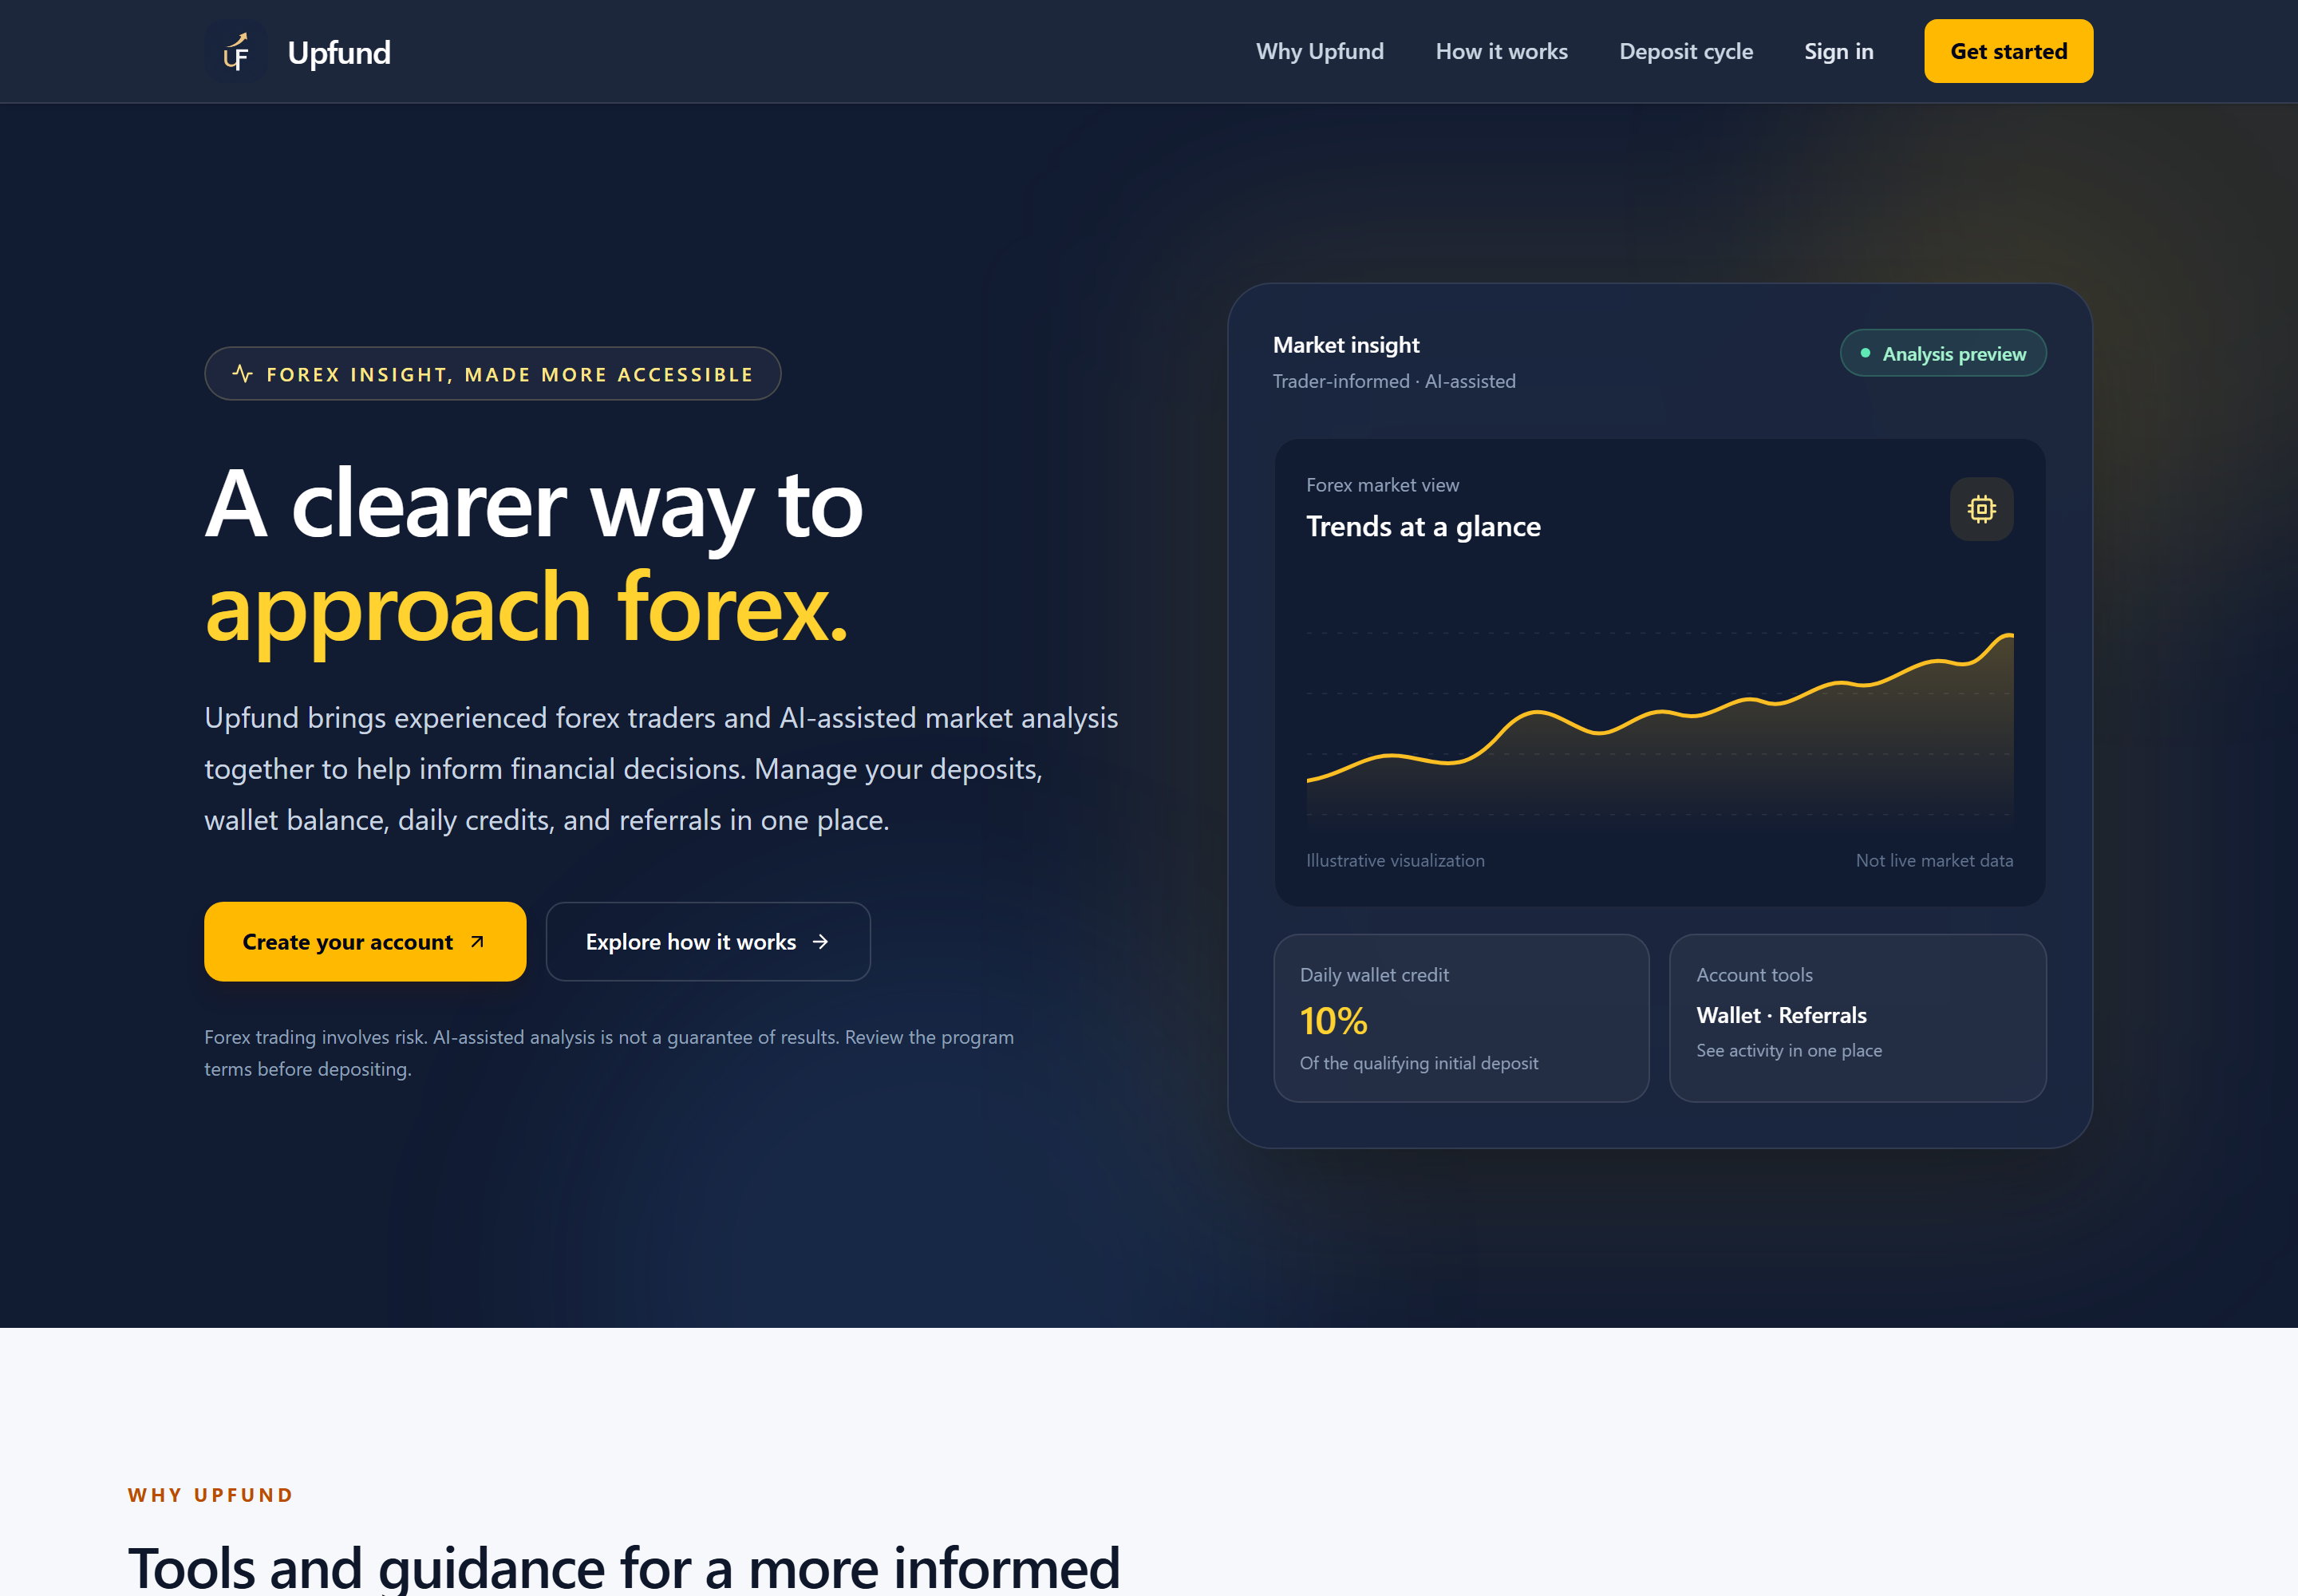 UF
Upfund
Why Upfund
How it works
Deposit cycle
Sign in
Get started
FOREX INSIGHT, MADE MORE ACCESSIBLE
A clearer way to
approach forex.
Upfund brings experienced forex traders and AI-assisted market analysis
together to help inform financial decisions. Manage your deposits,
wallet balance, daily credits, and referrals in one place.
Create your account
Explore how it works
Forex trading involves risk. AI-assisted analysis is not a guarantee of results. Review the program
terms before depositing.
Market insight
Trader-informed · AI-assisted
Analysis preview
Forex market view
Trends at a glance
Illustrative visualization
Not live market data
Daily wallet credit
10%
Of the qualifying initial deposit
Account tools
Wallet · Referrals
See activity in one place
WHY UPFUND
Tools and guidance for a more informed